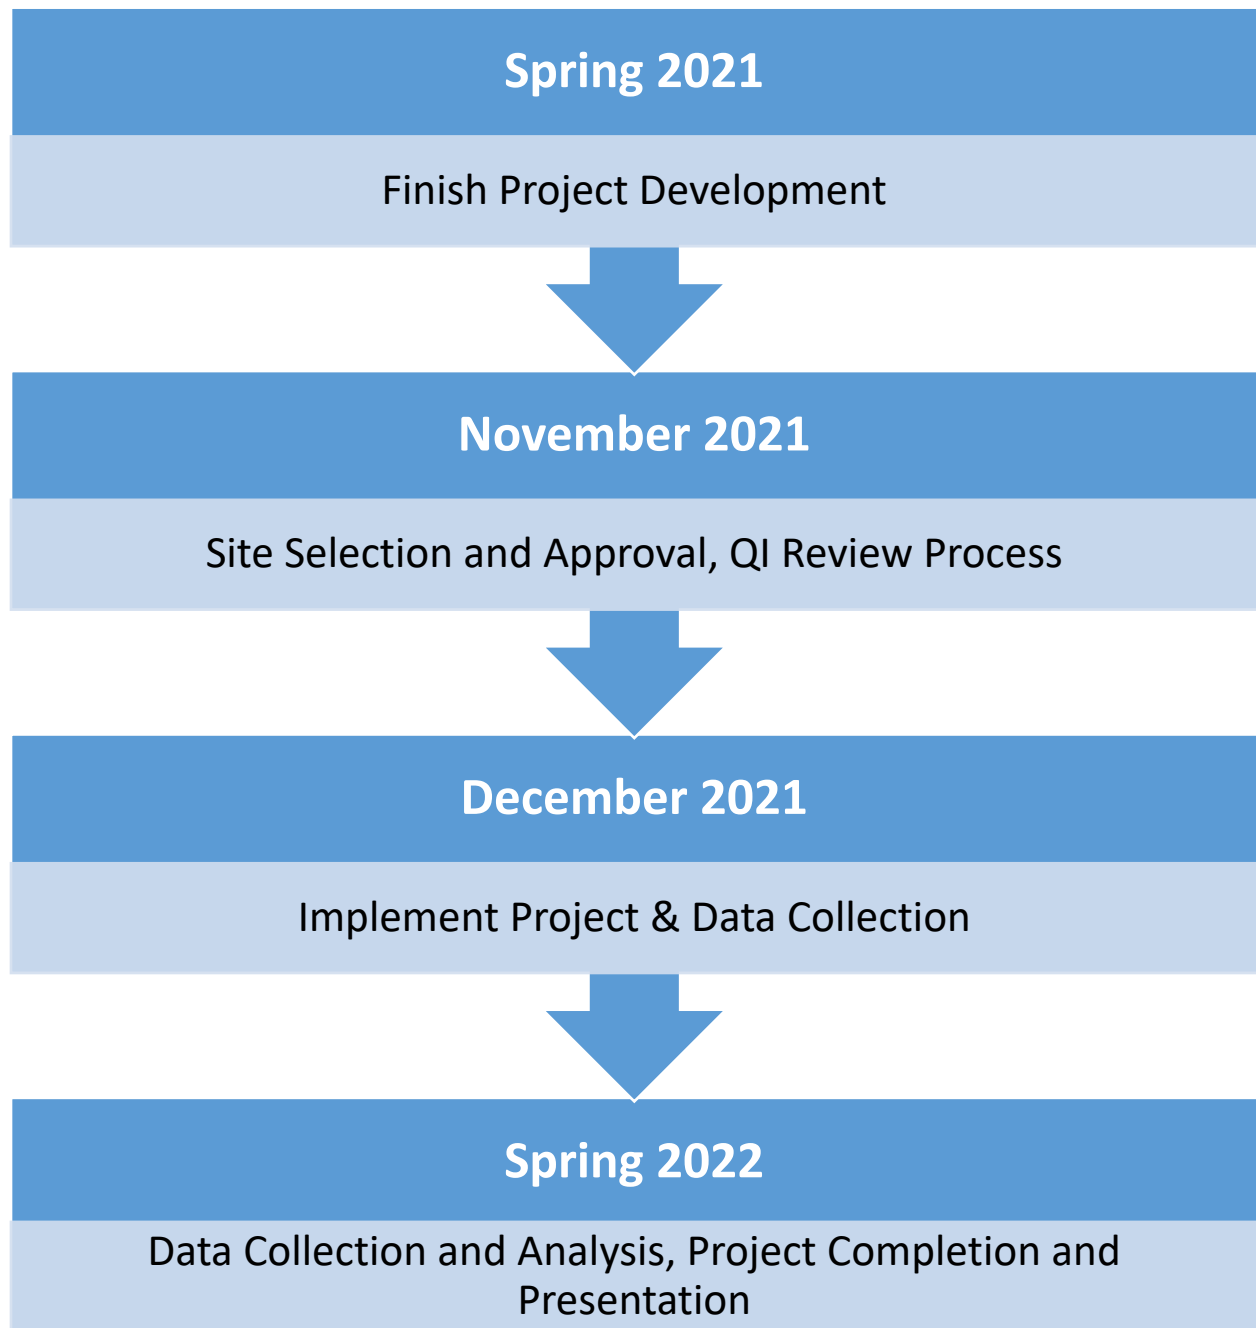 Spring 2021
Finish Project Development
November 2021
Site Selection and Approval, QI Review Process
December 2021
Implement Project & Data Collection
Spring 2022
Data Collection and Analysis, Project Completion and
Presentation